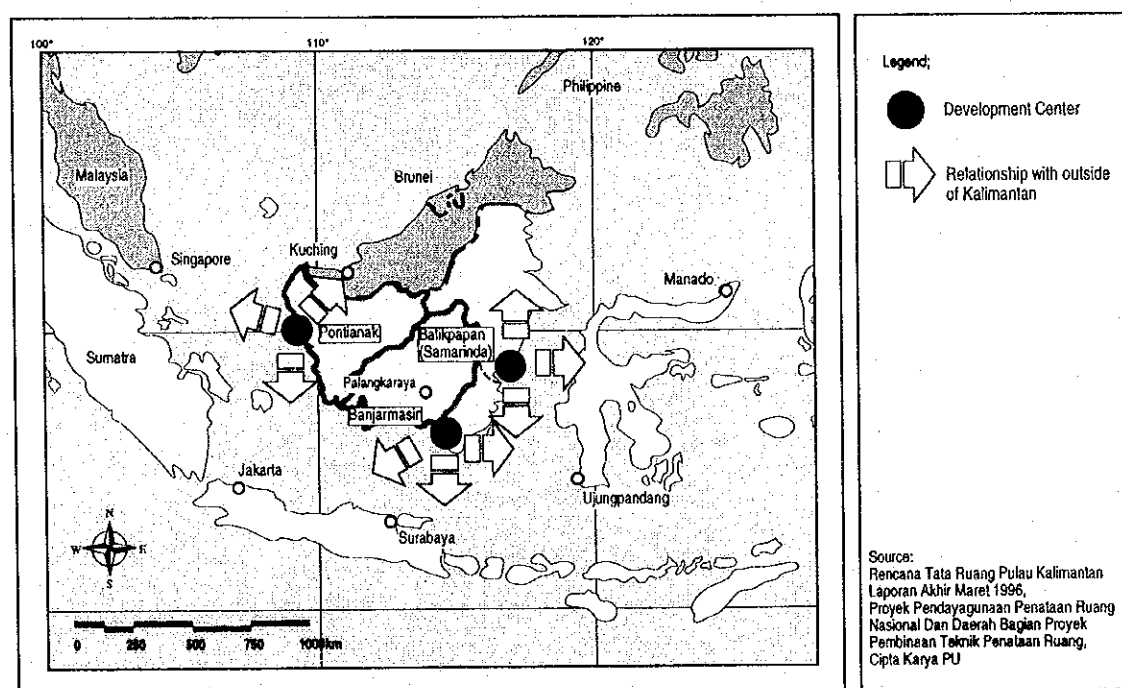 100°
110°
120°
Philippine
Malaysia
Brunei
Kuching
Singapore
Manado
Pontianak
Balikpapan
(Samarinda)
Sumatra
Palangkaraya
Banjarmasin
Jakarta
Ujungpandang
Surabaya
N
W E
S
0 250 500 750 1000km
Legend;
Development Center
Relationship with outside
of Kalimantan
Source:
Rencana Tata Ruang Pulau Kalimantan
Laporan Akhir Maret 1996,
Proyek Pendayagunaan Penataan Ruang
Nasional Dan Daerah Bagian Proyek
Pembinaan Teknik Penataan Ruang,
Cipta Karya PU